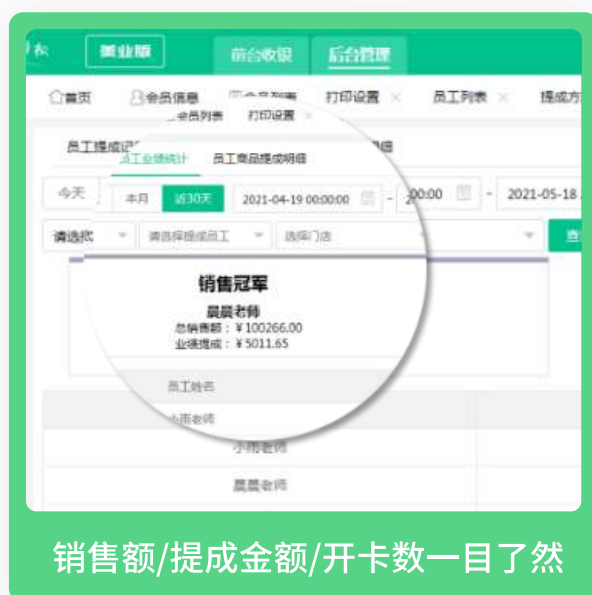 美业版 前台收银 后台管理
首页 会员信息 打印设置 × 员工列表 × 提成方
会员列表 打印设置 ×
员工提成记
员工业绩统计 员工商品提成明细
今天 本月 近30天 2021-04-19 00:00:00 - 00:00 - 2021-05-18
请选择 请选择提成员工 选择门店 查
销售冠军
晨晨老师
总销售额：￥100266.00
业绩提成：￥5011.65
员工姓名
小雨老师
小雨老师
晨晨老师
销售额/提成金额/开卡数一目了然